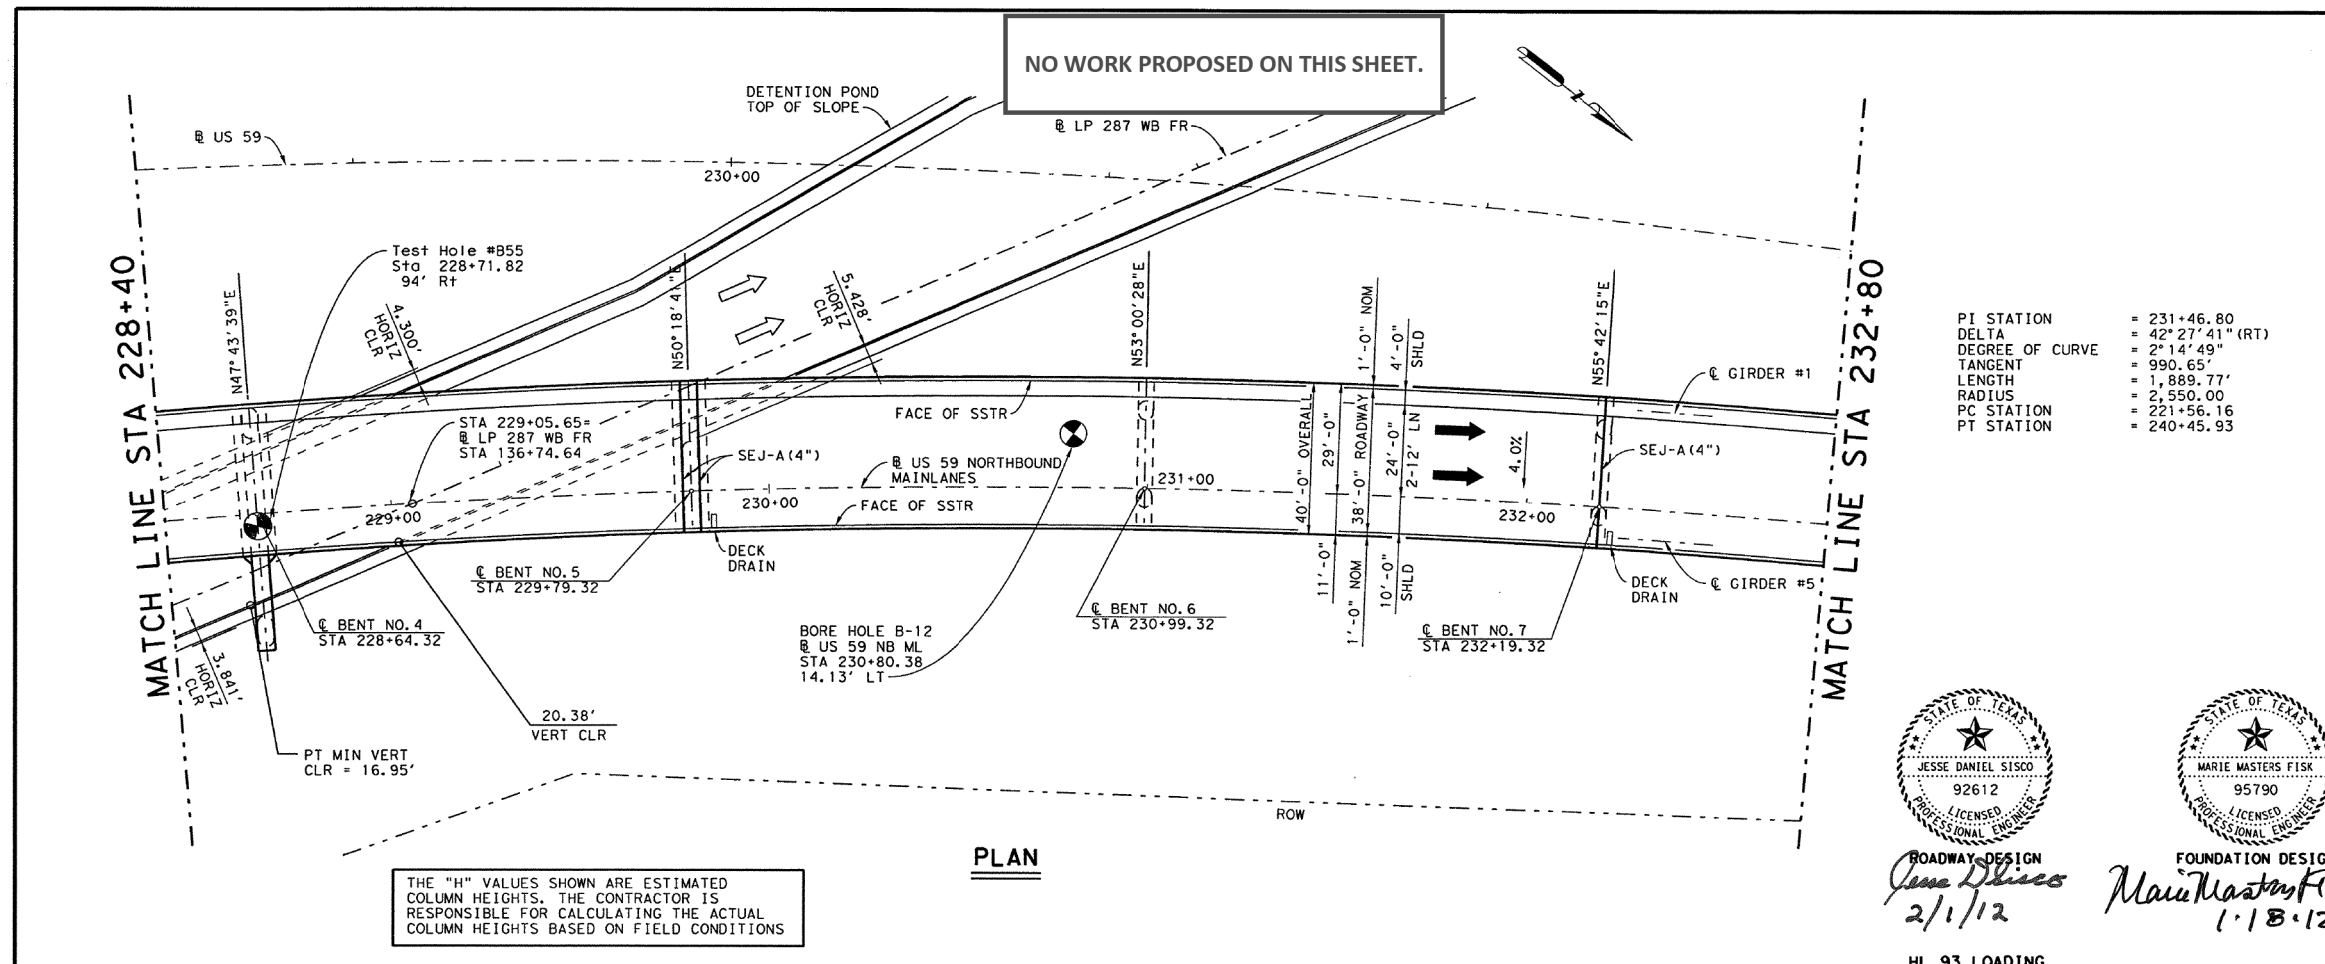 NO WORK PROPOSED ON THIS SHEET.
DETENTION POND
TOP OF SLOPE
℄ US 59
℄ LP 287 WB FR
N
230+00
MATCH LINE STA 228+40
Test Hole #B55
Sta 228+71.82
94' Rt
N47°43'39"E
4.300'
HORIZ
CLR
N50°18'41"E
5.428'
HORIZ
CLR
N53°00'28"E
1'-0" NOM
4'-0"
SHLD
N55°42'15"E
MATCH LINE STA 232+80
PI STATION = 231+46.80
DELTA = 42°27'41" (RT)
DEGREE OF CURVE = 2°14'49"
TANGENT = 990.65'
LENGTH = 1,889.77'
RADIUS = 2,550.00
PC STATION = 221+56.16
PT STATION = 240+45.93
℄ GIRDER #1
FACE OF SSTR
STA 229+05.65=
℄ LP 287 WB FR
STA 136+74.64
SEJ-A(4")
℄ US 59 NORTHBOUND
MAINLANES
231+00
40'-0" OVERALL
29'-0"
38'-0" ROADWAY
24'-0"
2-12' LN
4.0%
SEJ-A(4")
229+00
230+00
FACE OF SSTR
232+00
DECK
DRAIN
℄ BENT NO.5
STA 229+79.32
11'-0"
1'-0" NOM
10'-0"
SHLD
DECK
DRAIN
℄ GIRDER #5
℄ BENT NO.4
STA 228+64.32
℄ BENT NO.6
STA 230+99.32
℄ BENT NO.7
STA 232+19.32
BORE HOLE B-12
℄ US 59 NB ML
STA 230+80.38
14.13' LT
3.841'
HORIZ
CLR
20.38'
VERT CLR
PT MIN VERT
CLR = 16.95'
ROW
PLAN
THE "H" VALUES SHOWN ARE ESTIMATED
COLUMN HEIGHTS. THE CONTRACTOR IS
RESPONSIBLE FOR CALCULATING THE ACTUAL
COLUMN HEIGHTS BASED ON FIELD CONDITIONS
STATE OF TEXAS
JESSE DANIEL SISCO
92612
LICENSED
PROFESSIONAL ENGINEER
ROADWAY DESIGN
Jesse D Sisco
2/1/12
STATE OF TEXAS
MARIE MASTERS FISK
95790
LICENSED
PROFESSIONAL ENGINEER
FOUNDATION DESIG
Marie Masters Fi
1.18.12
HL 93 LOADING